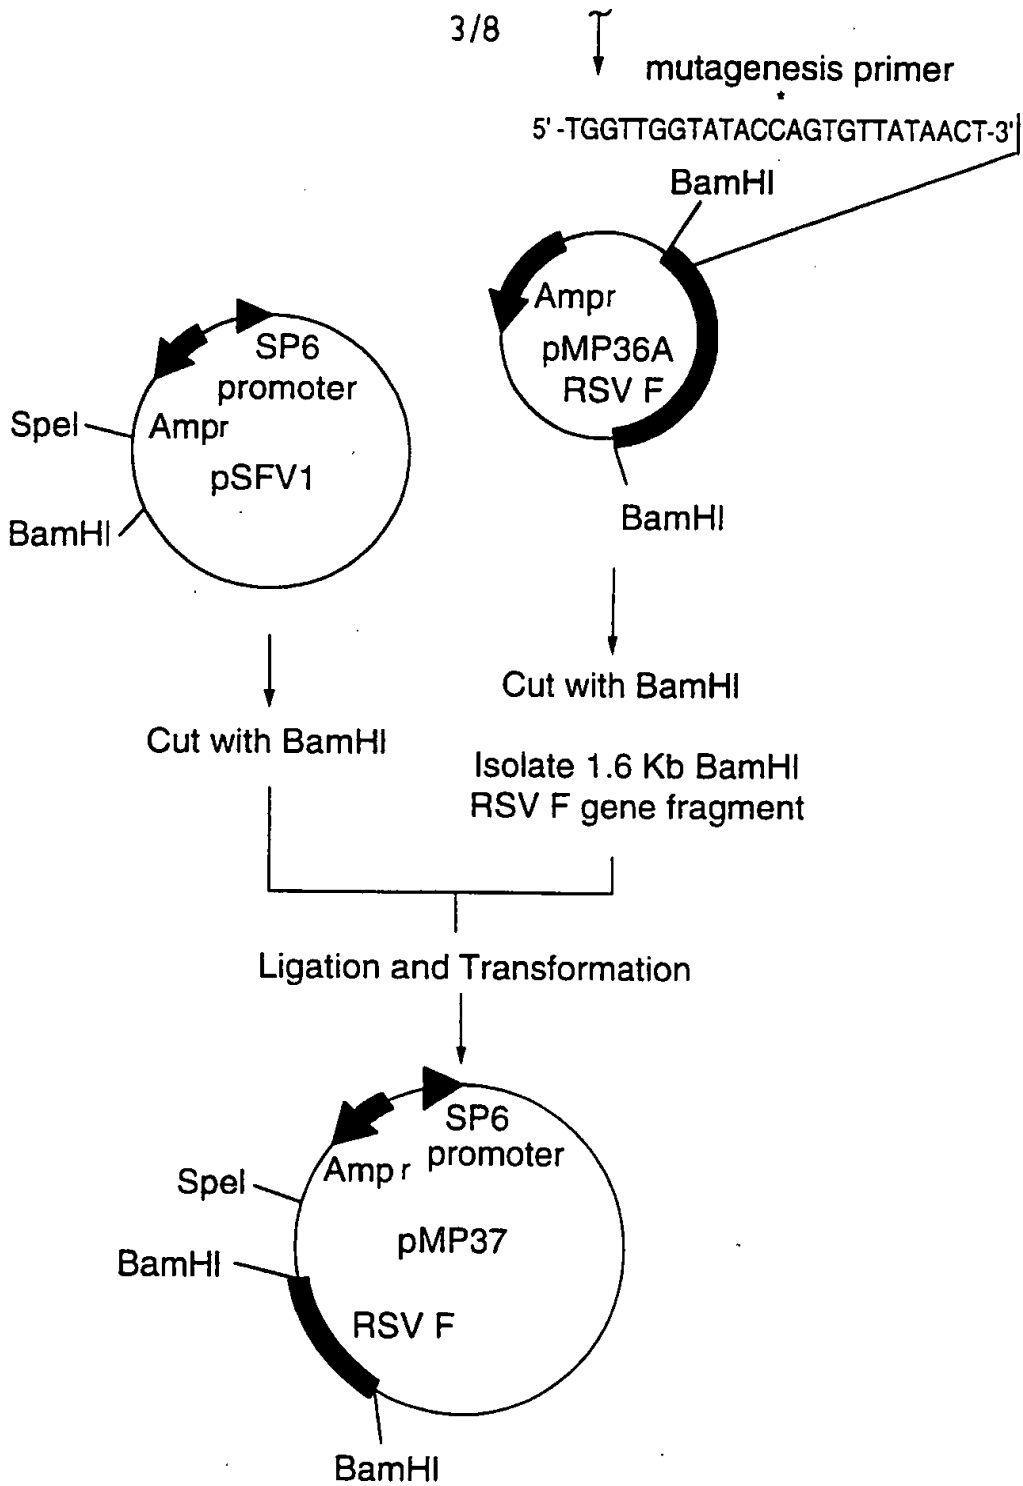 3/8
mutagenesis primer
*
5' -TGGTTGGTATACCAGTGTTATAACT-3'
BamHI
Ampr
pMP36A
RSV F
BamHI
SP6
promoter
SpeI
Ampr
pSFV1
BamHI
Cut with BamHI
Cut with BamHI
Isolate 1.6 Kb BamHI
RSV F gene fragment
Ligation and Transformation
SP6
promoter
Amp r
SpeI
pMP37
BamHI
RSV F
BamHI